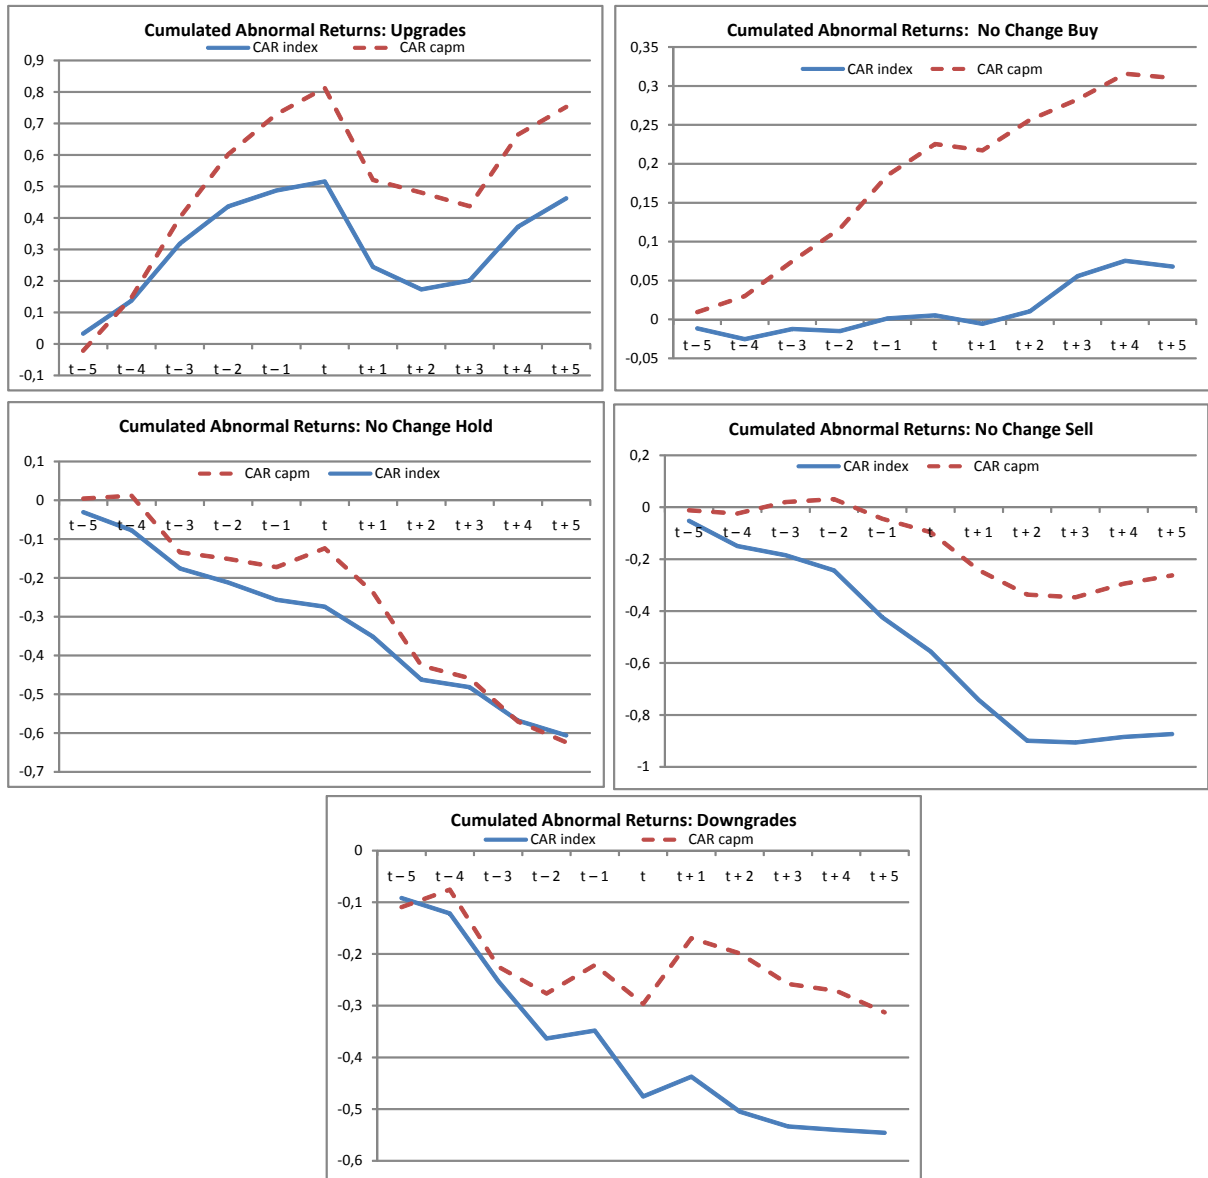 Cumulated Abnormal Returns: Upgrades
CAR index CAR capm
0,9
0,8
0,7
0,6
0,5
0,4
0,3
0,2
0,1
0
-0,1
t – 5 t – 4 t – 3 t – 2 t – 1 t t + 1 t + 2 t + 3 t + 4 t + 5
Cumulated Abnormal Returns: No Change Buy
CAR index CAR capm
0,35
0,3
0,25
0,2
0,15
0,1
0,05
0
-0,05
t – 5 t – 4 t – 3 t – 2 t – 1 t t + 1 t + 2 t + 3 t + 4 t + 5
Cumulated Abnormal Returns: No Change Hold
CAR capm CAR index
0,1
0
-0,1
-0,2
-0,3
-0,4
-0,5
-0,6
-0,7
t – 5 t – 4 t – 3 t – 2 t – 1 t t + 1 t + 2 t + 3 t + 4 t + 5
Cumulated Abnormal Returns: No Change Sell
CAR index CAR capm
0,2
0
-0,2
-0,4
-0,6
-0,8
-1
t – 5 t – 4 t – 3 t – 2 t – 1 t t + 1 t + 2 t + 3 t + 4 t + 5
Cumulated Abnormal Returns: Downgrades
CAR index CAR capm
0
-0,1
-0,2
-0,3
-0,4
-0,5
-0,6
t – 5 t – 4 t – 3 t – 2 t – 1 t t + 1 t + 2 t + 3 t + 4 t + 5